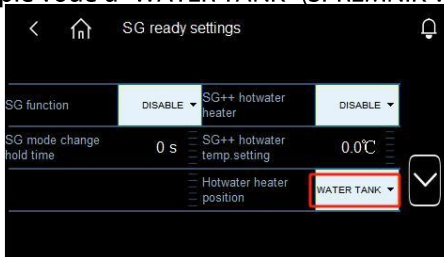 SG ready settings
SG function
DISABLE
SG++ hotwater
heater
DISABLE
SG mode change
hold time
0 s
SG++ hotwater
temp.setting
0.0℃
Hotwater heater
position
WATER TANK